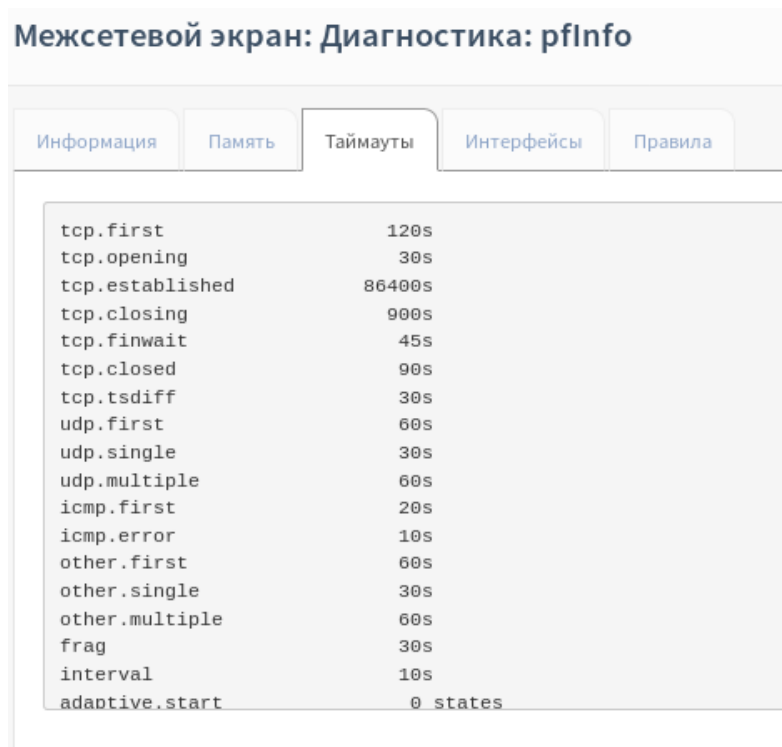 Межсетевой экран: Диагностика: pfInfo
Информация Память Таймауты Интерфейсы Правила
tcp.first 120s
tcp.opening 30s
tcp.established 86400s
tcp.closing 900s
tcp.finwait 45s
tcp.closed 90s
tcp.tsdiff 30s
udp.first 60s
udp.single 30s
udp.multiple 60s
icmp.first 20s
icmp.error 10s
other.first 60s
other.single 30s
other.multiple 60s
frag 30s
interval 10s
adaptive.start 0 states